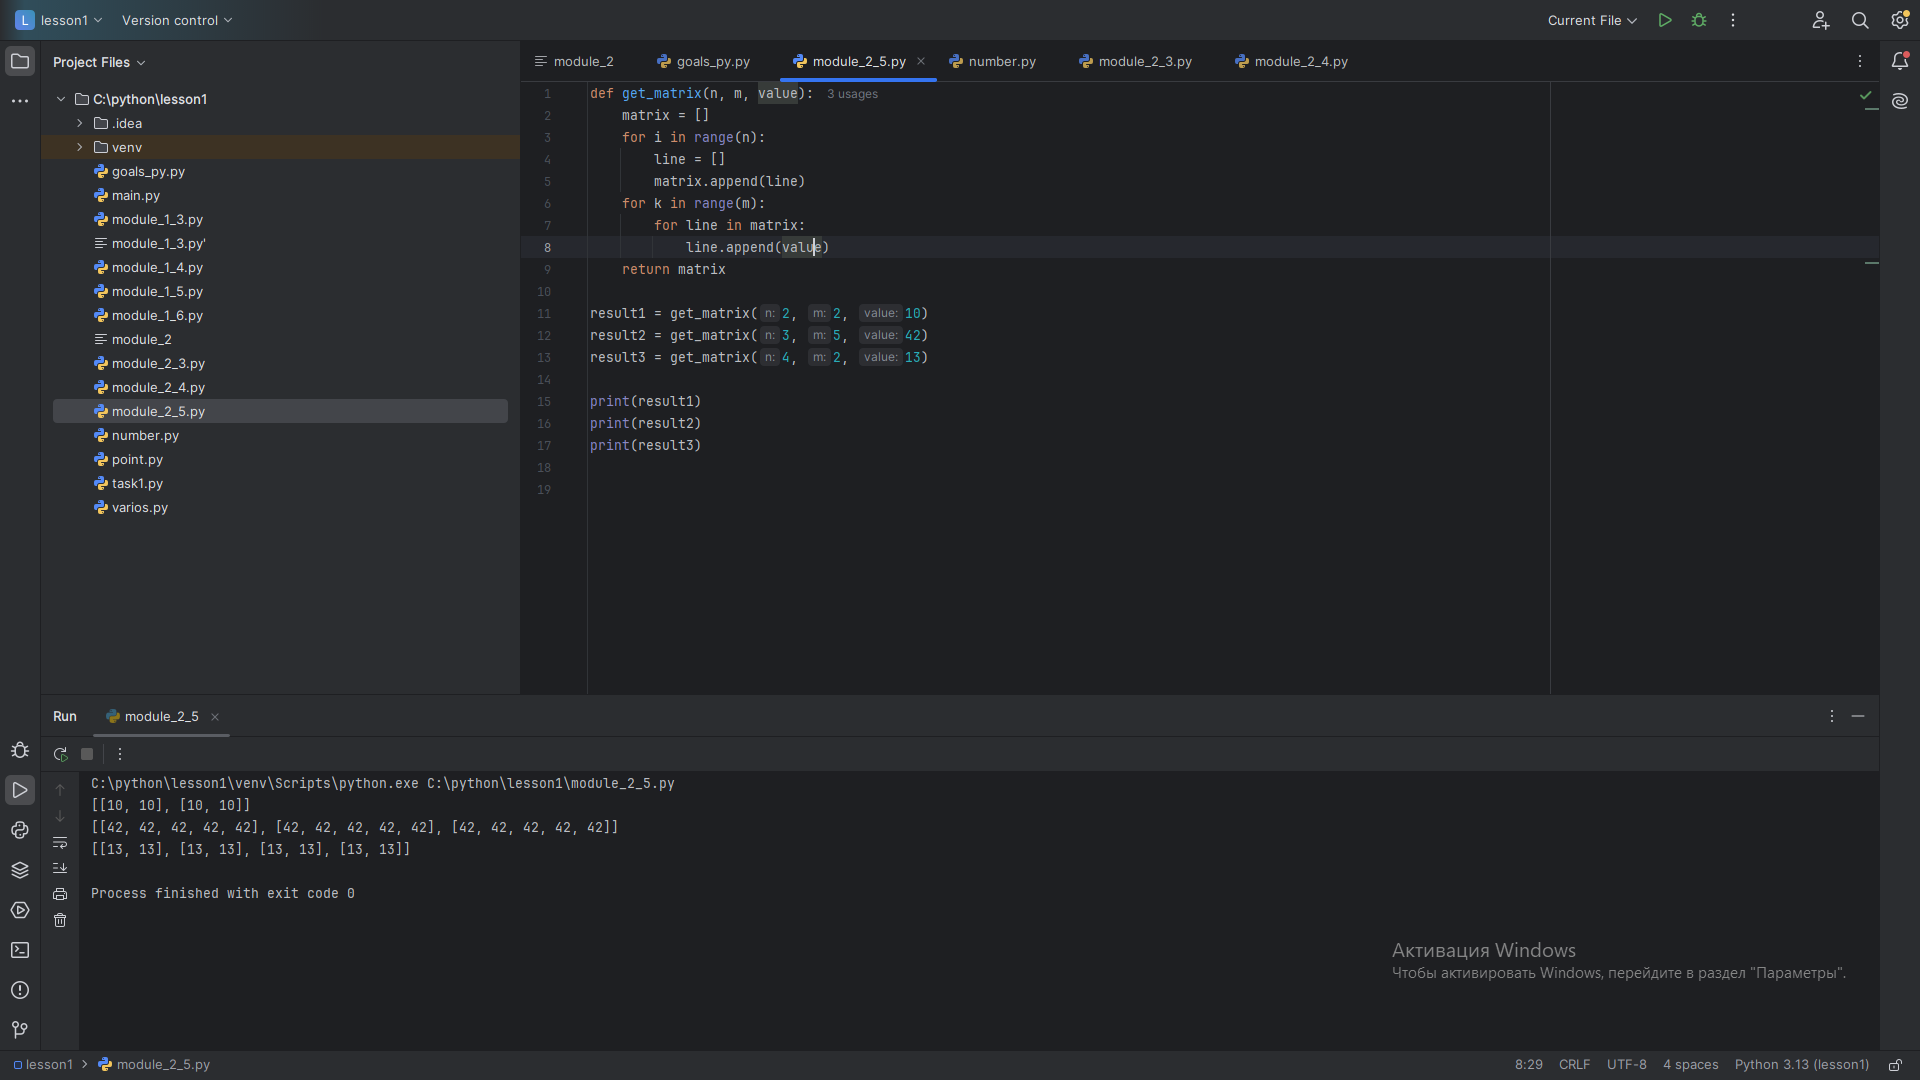 L lesson1 Version control Current File
Project Files
C:\python\lesson1
.idea
venv
goals_py.py
main.py
module_1_3.py
module_1_3.py'
module_1_4.py
module_1_5.py
module_1_6.py
module_2
module_2_3.py
module_2_4.py
module_2_5.py
number.py
point.py
task1.py
varios.py
module_2 goals_py.py module_2_5.py number.py module_2_3.py module_2_4.py
1 def get_matrix(n, m, value): 3 usages
2 matrix = []
3 for i in range(n):
4 line = []
5 matrix.append(line)
6 for k in range(m):
7 for line in matrix:
8 line.append(value)
9 return matrix
10
11 result1 = get_matrix( n: 2, m: 2, value: 10)
12 result2 = get_matrix( n: 3, m: 5, value: 42)
13 result3 = get_matrix( n: 4, m: 2, value: 13)
14
15 print(result1)
16 print(result2)
17 print(result3)
18
19
Run module_2_5
C:\python\lesson1\venv\Scripts\python.exe C:\python\lesson1\module_2_5.py
[[10, 10], [10, 10]]
[[42, 42, 42, 42, 42], [42, 42, 42, 42, 42], [42, 42, 42, 42, 42]]
[[13, 13], [13, 13], [13, 13], [13, 13]]
Process finished with exit code 0
Активация Windows
Чтобы активировать Windows, перейдите в раздел "Параметры".
lesson1 module_2_5.py 8:29 CRLF UTF-8 4 spaces Python 3.13 (lesson1)